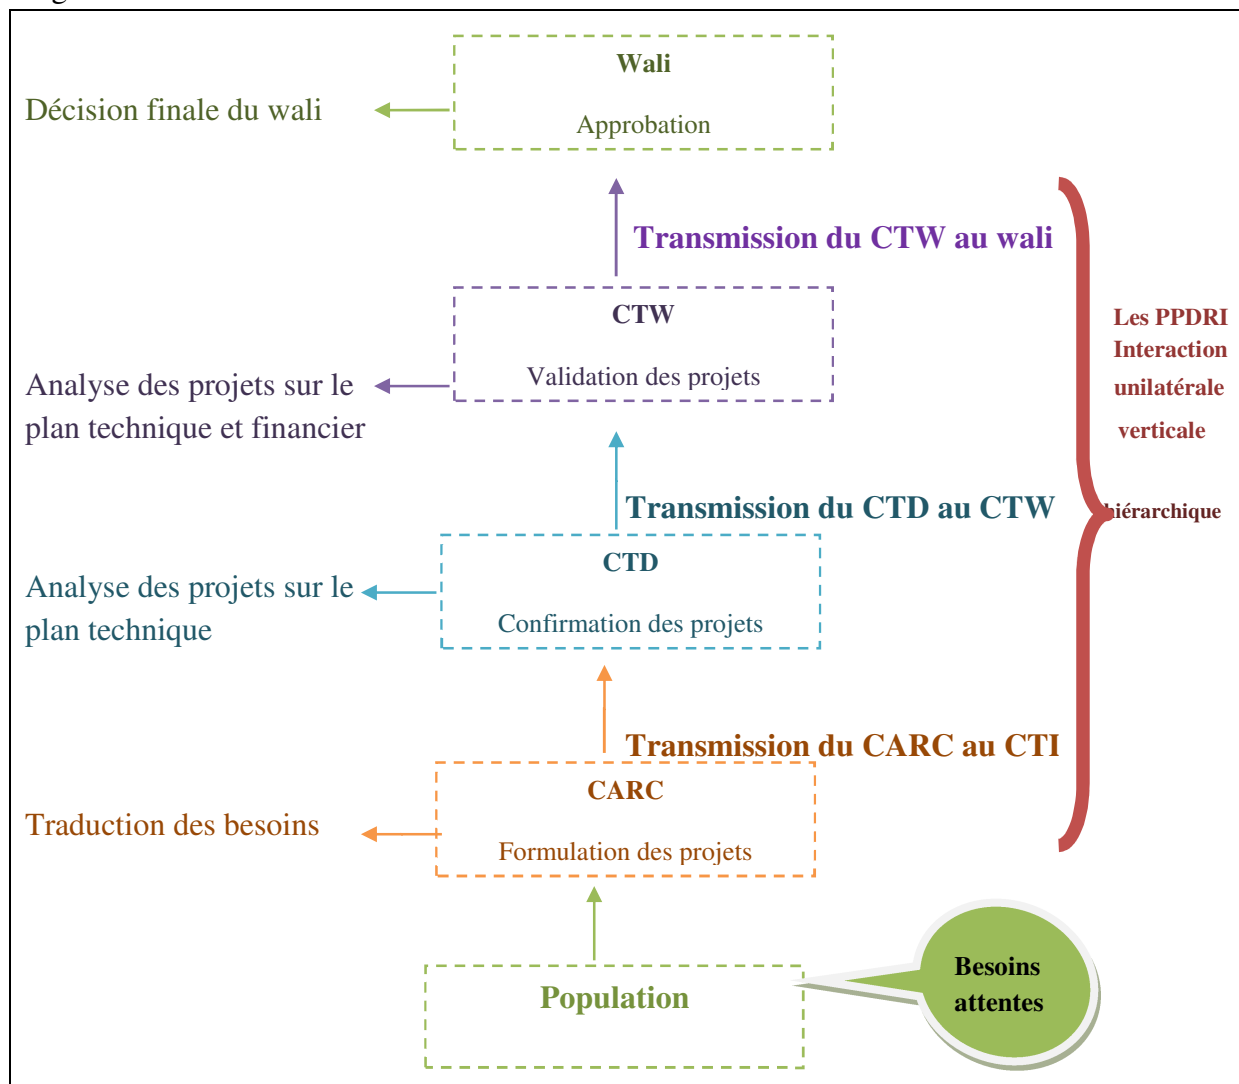 Wali
Décision finale du wali
Approbation
Transmission du CTW au wali
CTW
Validation des projets
Analyse des projets sur le
plan technique et financier
Les PPDRI
Interaction
unilatérale
verticale
hiérarchique
Transmission du CTD au CTW
CTD
Confirmation des projets
Analyse des projets sur le
plan technique
Transmission du CARC au CTI
CARC
Formulation des projets
Traduction des besoins
Population
Besoins
attentes